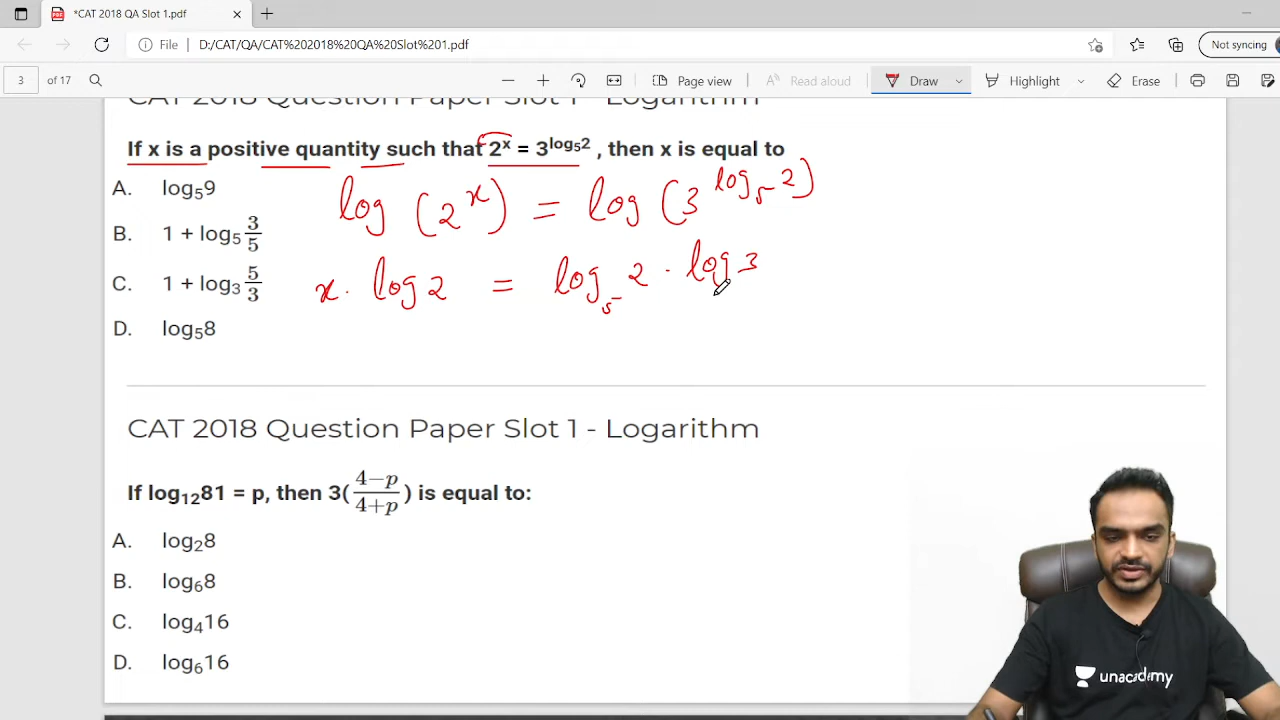 *CAT 2018 QA Slot 1.pdf
File D:/CAT/QA/CAT%202018%20QA%20Slot%201.pdf Not syncing
3 of 17 Page view Read aloud Draw Highlight Erase
CAT 2018 Question Paper Slot 1 - Logarithm
If x is a positive quantity such that 2ˣ = 3^(log₅2) , then x is equal to
A. log₅9
B. 1 + log₅ 3/5
C. 1 + log₃ 5/3
D. log₅8
log (2ˣ) = log (3^(log₅ 2))
x · log 2 = log₅ 2 · log 3
CAT 2018 Question Paper Slot 1 - Logarithm
If log₁₂81 = p, then 3((4−p)/(4+p)) is equal to:
A. log₂8
B. log₆8
C. log₄16
D. log₆16
unacademy